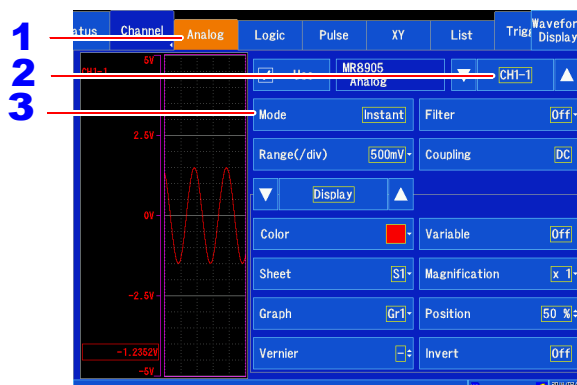 1
2
3
atus Channel Analog Logic Pulse XY List Trigg Waveform Display
CH1-1
5V
2.5V
0V
-2.5V
-1.2352V
-5V
Use MR8905 Analog CH1-1
Mode Instant Filter Off
Range(/div) 500mV Coupling DC
Display
Color Variable Off
Sheet S1 Magnification x 1
Graph Gr1 Position 50 %
Vernier - Invert Off